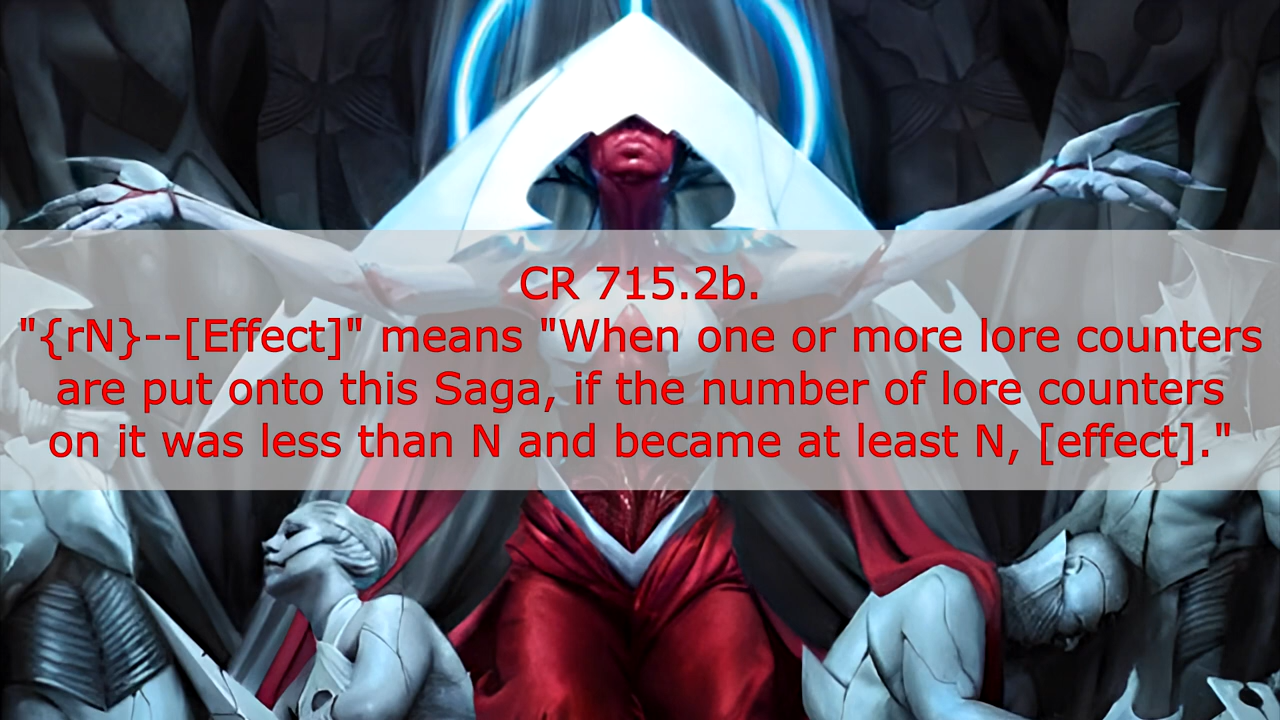 CR 715.2b.
"{rN}--[Effect]" means "When one or more lore counters
are put onto this Saga, if the number of lore counters
on it was less than N and became at least N, [effect]."